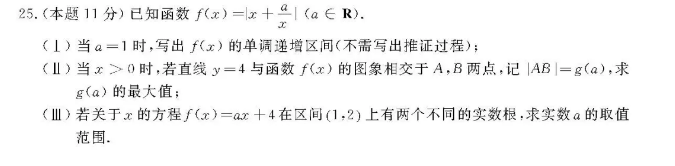 25.(本题 11 分)已知函数 f(x)=|x+a/x|(a∈R).
(Ⅰ)当 a=1 时,写出 f(x) 的单调递增区间(不需写出推证过程);
(Ⅱ)当 x>0 时,若直线 y=4 与函数 f(x) 的图象相交于 A,B 两点,记 |AB|=g(a),求
g(a) 的最大值;
(Ⅲ)若关于 x 的方程 f(x)=ax+4 在区间(1,2)上有两个不同的实数根,求实数 a 的取值
范围.